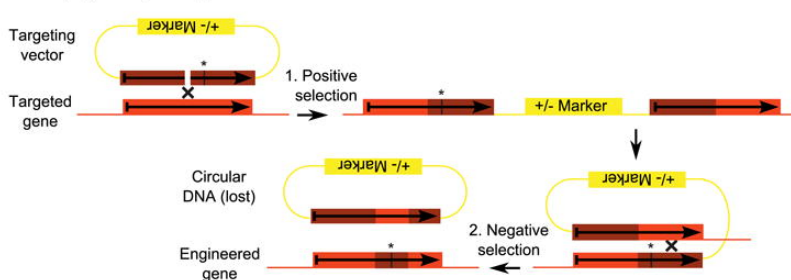 +/- Marker
Targeting
vector
*
1. Positive
selection
Targeted
gene
*
+/- Marker
+/- Marker
Circular
DNA (lost)
+/- Marker
2. Negative
selection
*
Engineered
gene
*